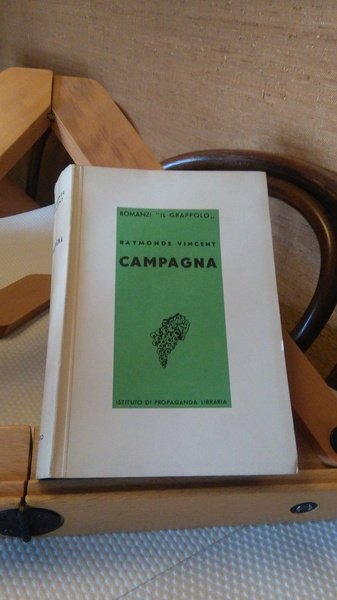 ROMANZI "IL GRAPPOLO„
RAYMONDE VINCENT
CAMPAGNA
ISTITUTO DI PROPAGANDA LIBRARIA